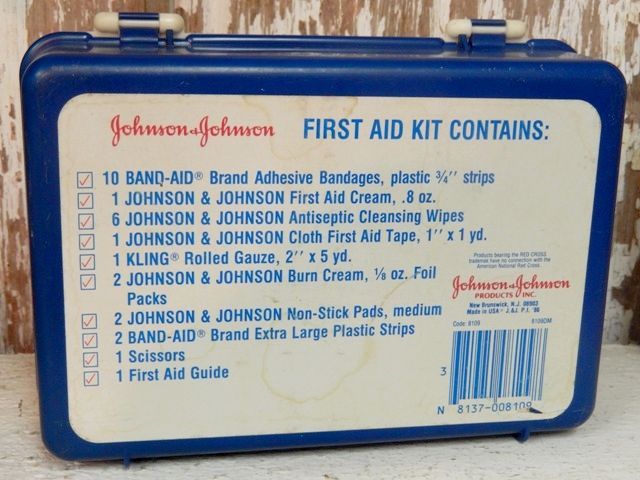 Johnson & Johnson FIRST AID KIT CONTAINS:
10 BAND-AID® Brand Adhesive Bandages, plastic ¾'' strips
1 JOHNSON & JOHNSON First Aid Cream, .8 oz.
6 JOHNSON & JOHNSON Antiseptic Cleansing Wipes
1 JOHNSON & JOHNSON Cloth First Aid Tape, 1'' x 1 yd.
1 KLING® Rolled Gauze, 2'' x 5 yd.
2 JOHNSON & JOHNSON Burn Cream, ⅛ oz. Foil
Packs
2 JOHNSON & JOHNSON Non-Stick Pads, medium
2 BAND-AID® Brand Extra Large Plastic Strips
1 Scissors
1 First Aid Guide
Products bearing the RED CROSS
trademark have no connection with the
American National Red Cross.
Johnson & Johnson
PRODUCTS INC.
New Brunswick, N.J. 08903
Made in USA • J.&J. P.I. '86
Code: 8109 8109DM
3
N 8137-008109